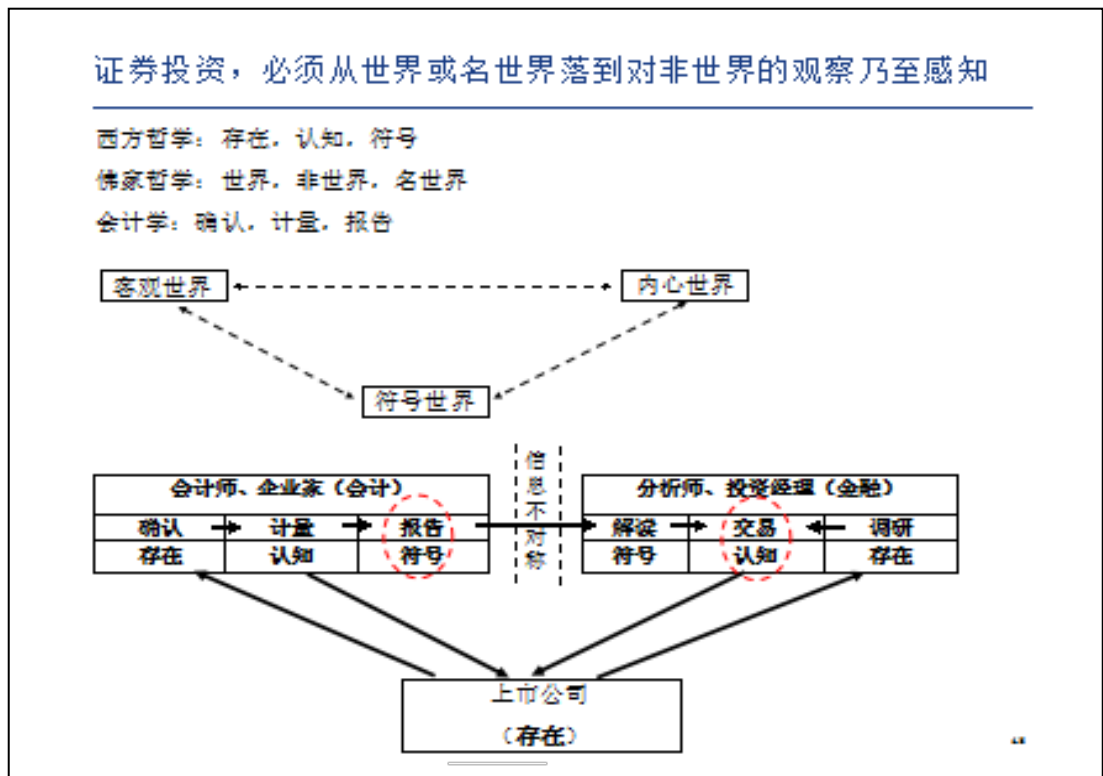 证券投资，必须从世界或名世界落到对非世界的观察乃至感知
西方哲学：存在，认知，符号
佛家哲学：世界，非世界，名世界
会计学：确认，计量，报告
客观世界
内心世界
符号世界
信息不对称
会计师、企业家（会计）
确认 计量 报告
存在 认知 符号
分析师、投资经理（金融）
解读 交易 调研
符号 认知 存在
上市公司
（存在）